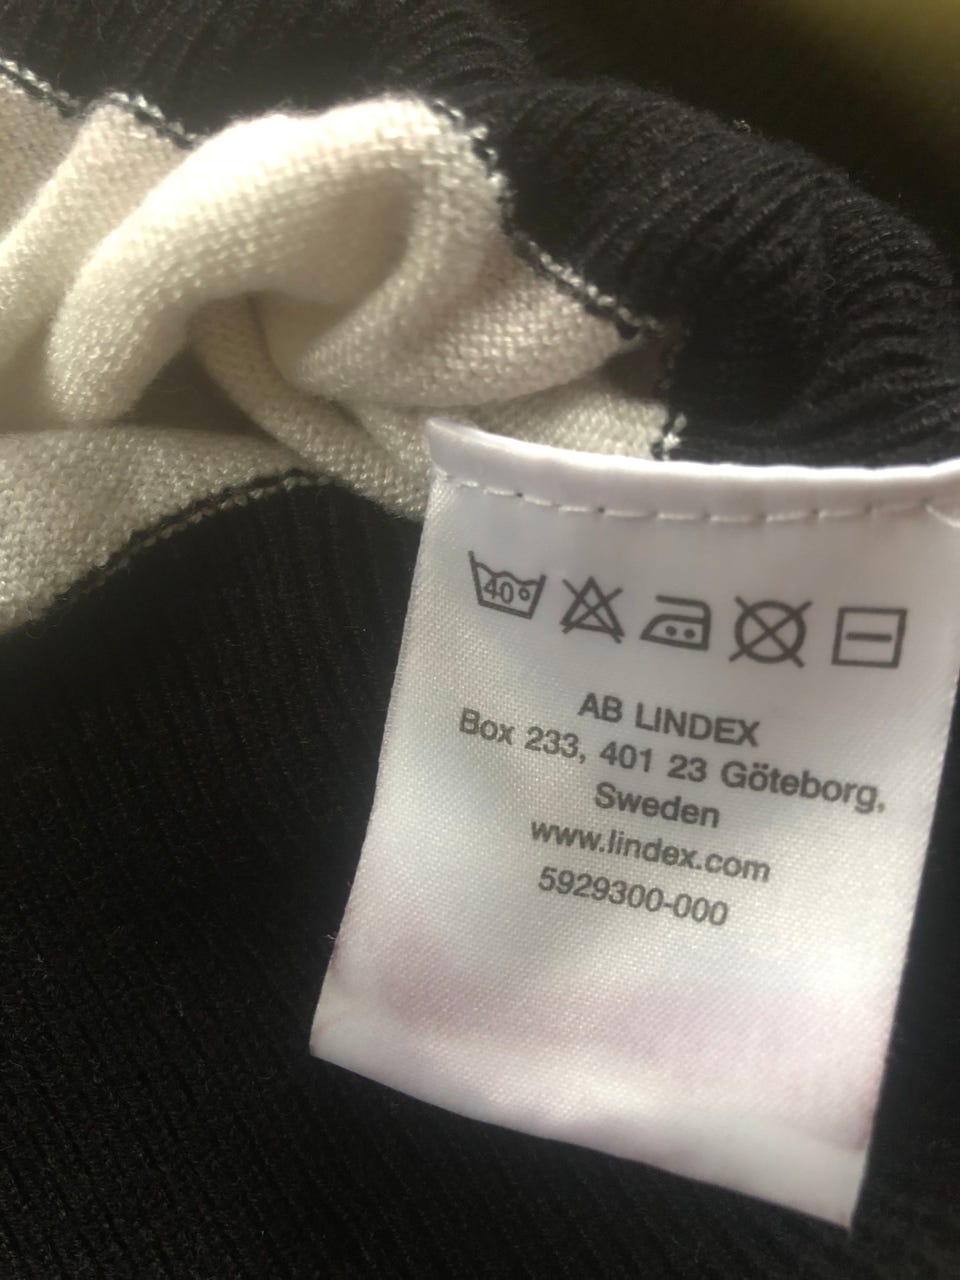 40°
AB LINDEX
Box 233, 401 23 Göteborg,
Sweden
www.lindex.com
5929300-000